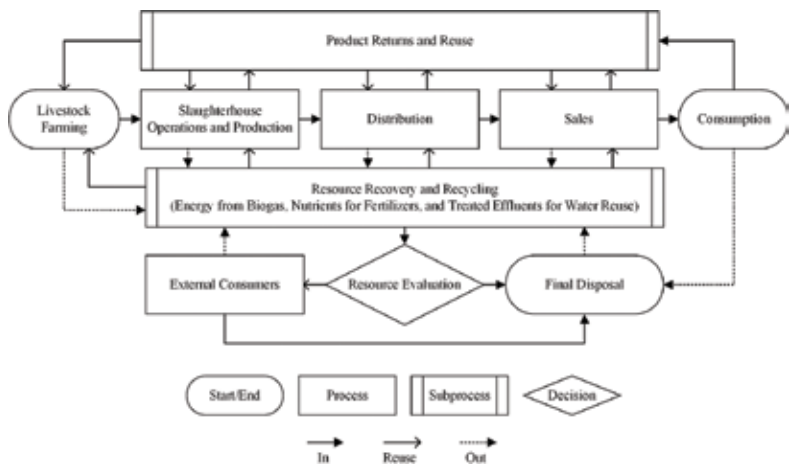 Product Returns and Reuse
Livestock
Farming
Slaughterhouse
Operations and Production
Distribution
Sales
Consumption
Resource Recovery and Recycling
(Energy from Biogas, Nutrients for Fertilizers, and Treated Effluents for Water Reuse)
External Consumers
Resource Evaluation
Final Disposal
Start/End
Process
Subprocess
Decision
In
Reuse
Out